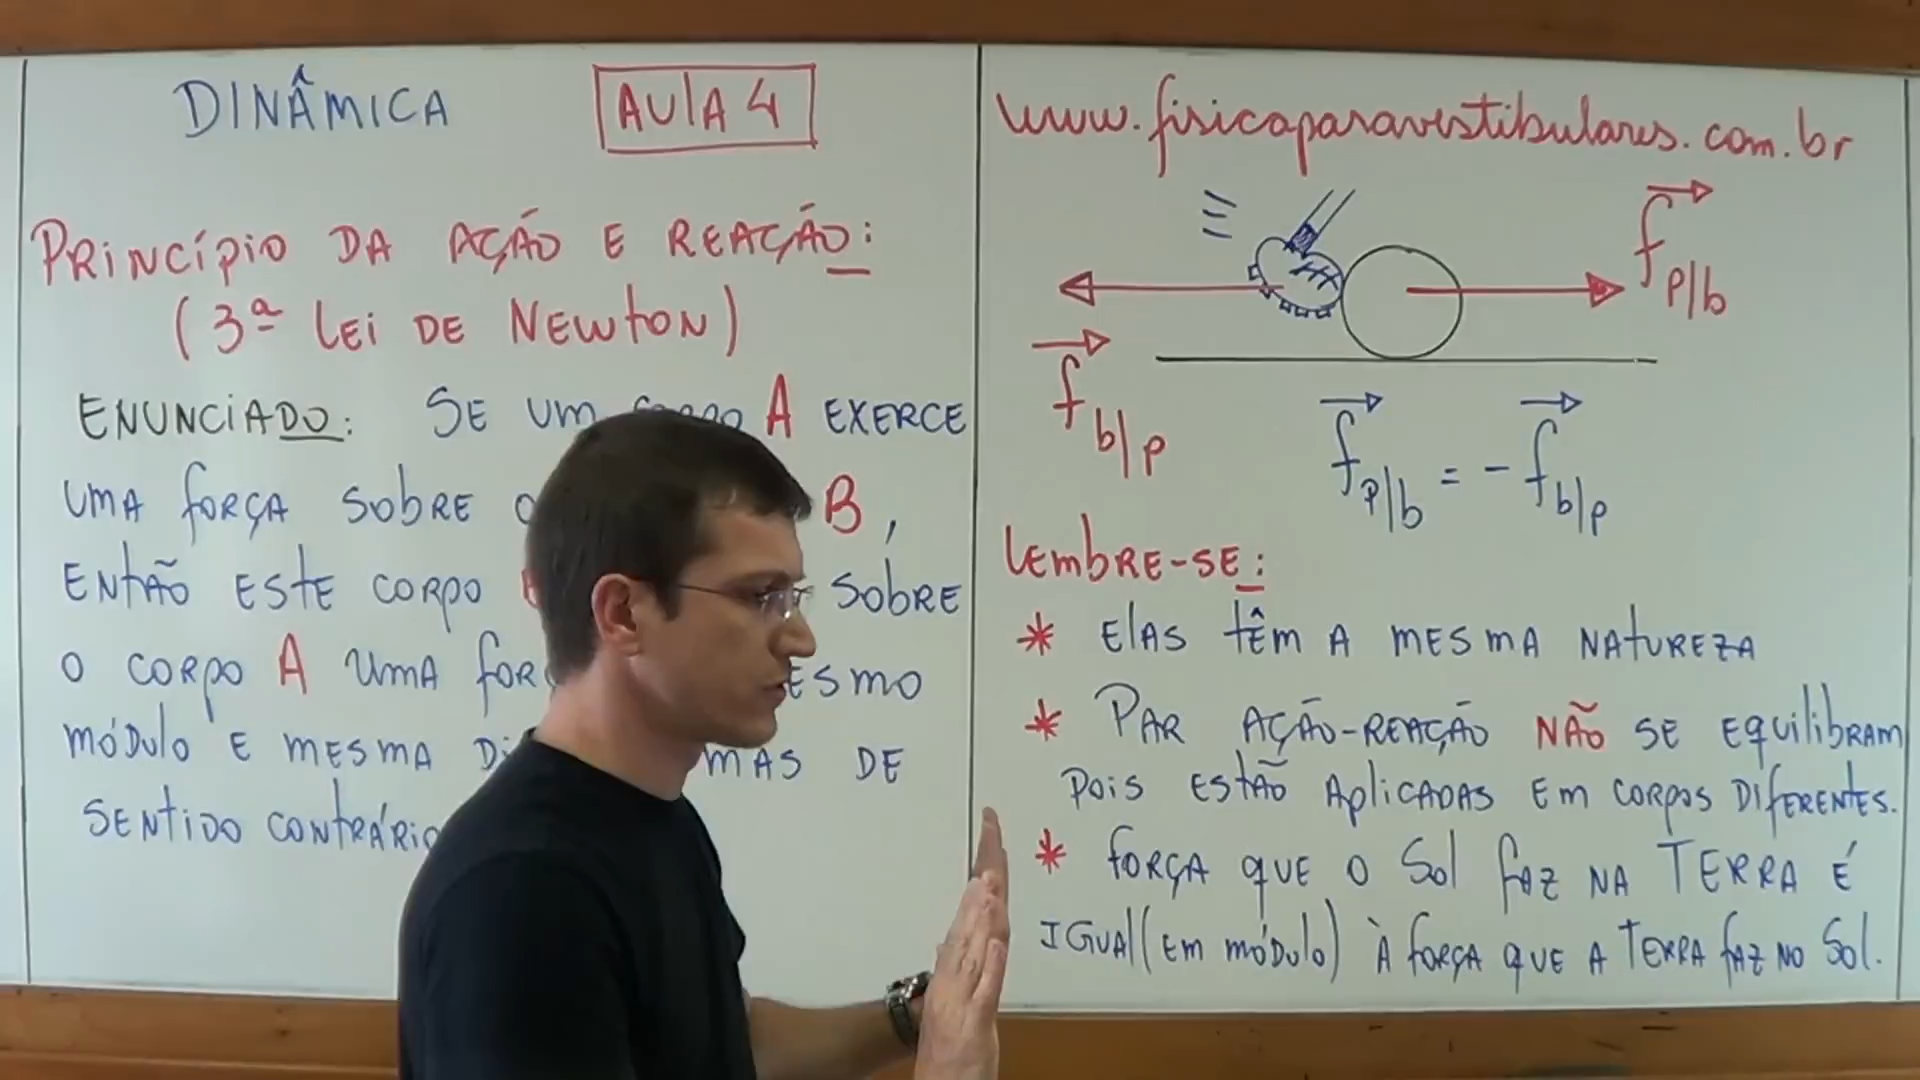 DINÂMICA
AULA 4
PRINCÍPIO DA AÇÃO E REAÇÃO:
(3ª LEI DE NEWTON)
ENUNCIADO: SE UM CORPO A EXERCE
UMA FORÇA SOBRE O B,
ENTÃO ESTE CORPO SOBRE
O CORPO A UMA
MÓDULO E MESMA MAS DE
SENTIDO CONTRÁRIO
www.fisicaparavestibulares.com.br
f P/b
f b/p
f P/b = - f b/p
LEMBRE-SE:
* ELAS TÊM A MESMA NATUREZA
* PAR AÇÃO-REAÇÃO NÃO SE EQUILIBRAM
POIS ESTÃO APLICADAS EM CORPOS DIFERENTES.
* FORÇA QUE O SOL FAZ NA TERRA É
IGUAL (EM MÓDULO) À FORÇA QUE A TERRA FAZ NO SOL.